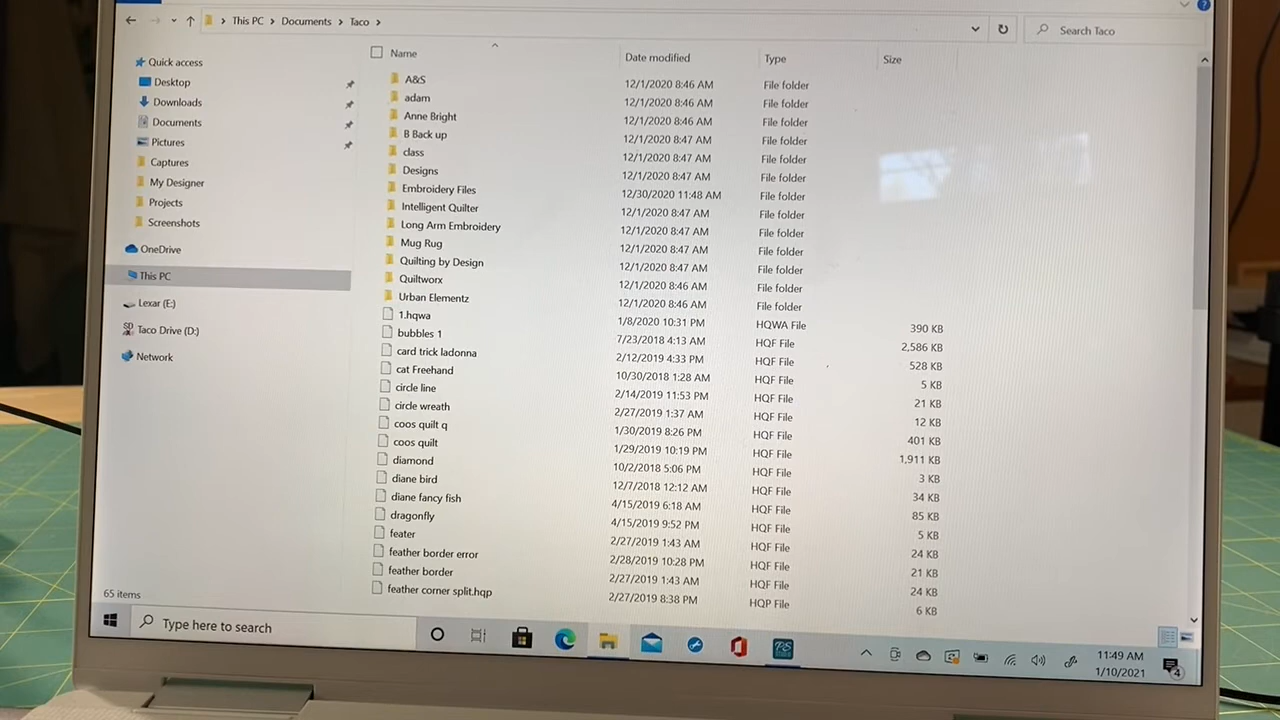 This PC > Documents > Taco >
Search Taco
Quick access
Desktop
Downloads
Documents
Pictures
Captures
My Designer
Projects
Screenshots
OneDrive
This PC
Lexar (E:)
Taco Drive (D:)
Network
Name Date modified Type Size
A&S 12/1/2020 8:46 AM File folder
adam 12/1/2020 8:46 AM File folder
Anne Bright 12/1/2020 8:46 AM File folder
B Back up 12/1/2020 8:47 AM File folder
class 12/1/2020 8:47 AM File folder
Designs 12/1/2020 8:47 AM File folder
Embroidery Files 12/30/2020 11:48 AM File folder
Intelligent Quilter 12/1/2020 8:47 AM File folder
Long Arm Embroidery 12/1/2020 8:47 AM File folder
Mug Rug 12/1/2020 8:47 AM File folder
Quilting by Design 12/1/2020 8:47 AM File folder
Quiltworx 12/1/2020 8:46 AM File folder
Urban Elementz 12/1/2020 8:46 AM File folder
1.hqwa 1/8/2020 10:31 PM HQWA File 390 KB
bubbles 1 7/23/2018 4:13 AM HQF File 2,586 KB
card trick ladonna 2/12/2019 4:33 PM HQF File 528 KB
cat Freehand 10/30/2018 1:28 AM HQF File 5 KB
circle line 2/14/2019 11:53 PM HQF File 21 KB
circle wreath 2/27/2019 1:37 AM HQF File 12 KB
coos quilt q 1/30/2019 8:26 PM HQF File 401 KB
coos quilt 1/29/2019 10:19 PM HQF File 1,911 KB
diamond 10/2/2018 5:06 PM HQF File 3 KB
diane bird 12/7/2018 12:12 AM HQF File 34 KB
diane fancy fish 4/15/2019 6:18 AM HQF File 85 KB
dragonfly 4/15/2019 9:52 PM HQF File 5 KB
feater 2/27/2019 1:43 AM HQF File 24 KB
feather border error 2/28/2019 10:28 PM HQF File 21 KB
feather border 2/27/2019 1:43 AM HQF File 24 KB
feather corner split.hqp 2/27/2019 8:38 PM HQP File 6 KB
65 items
Type here to search
11:49 AM
1/10/2021
4